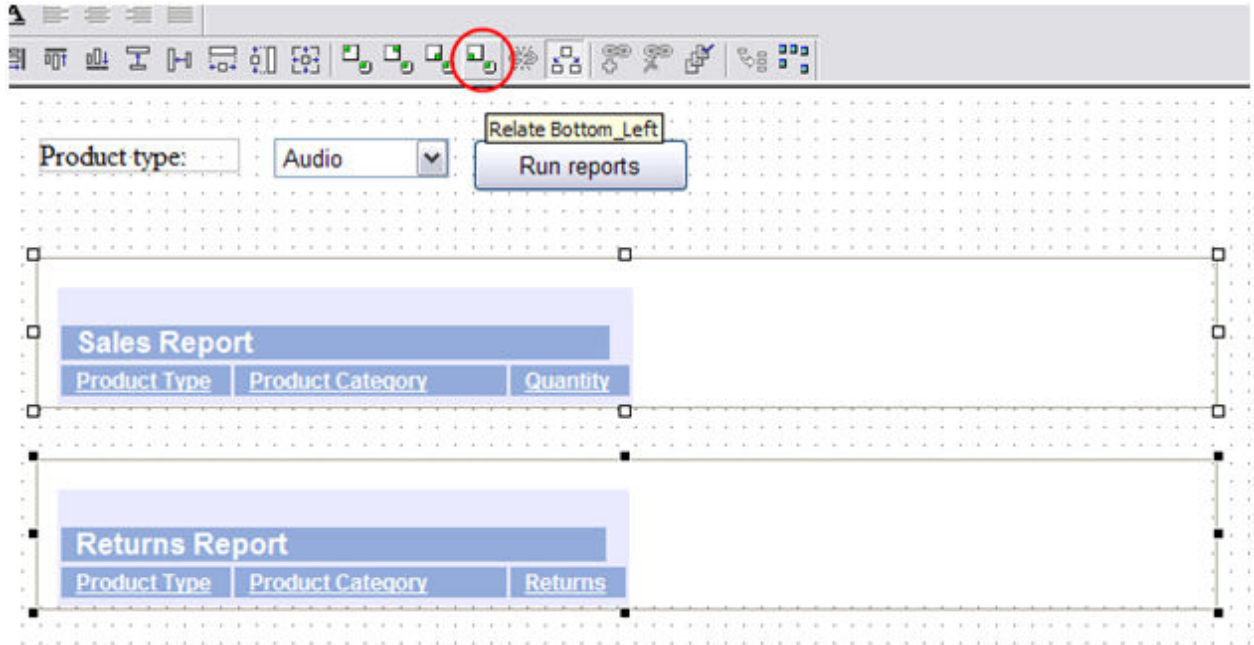 Relate Bottom_Left
Product type: Audio Run reports
Sales Report
Product Type Product Category Quantity
Returns Report
Product Type Product Category Returns